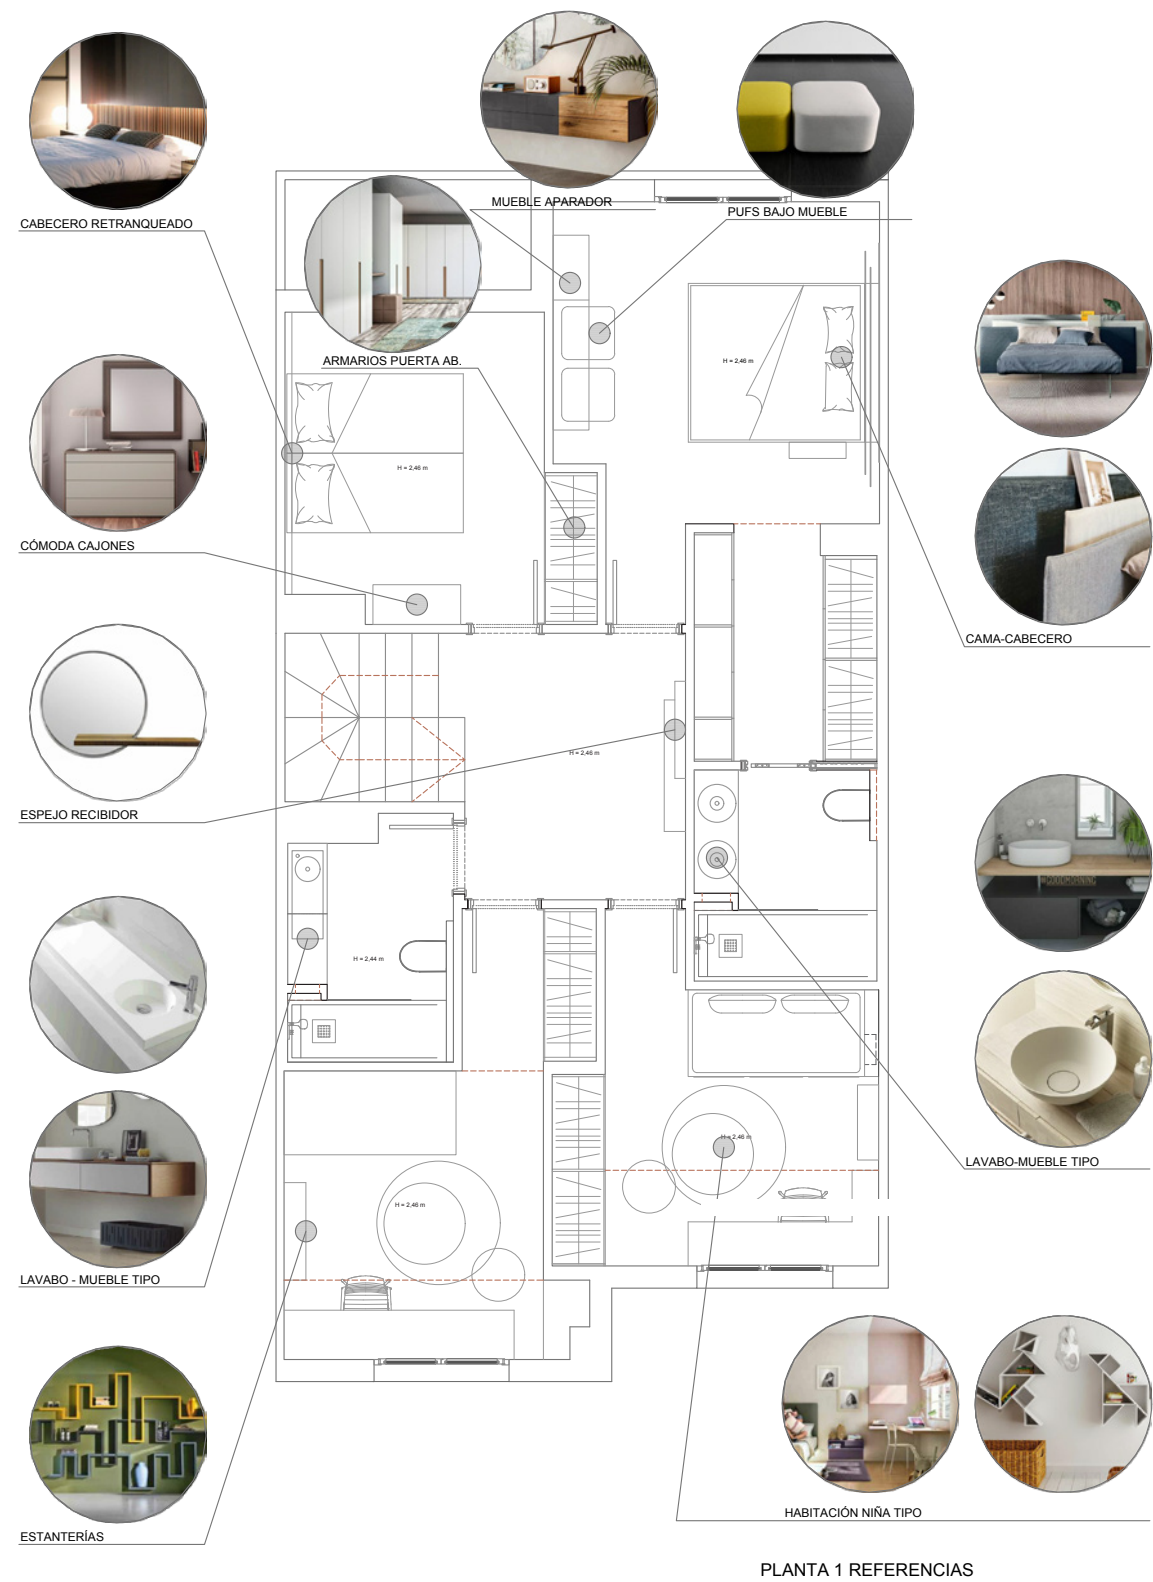 MUEBLE APARADOR
PUFS BAJO MUEBLE
CABECERO RETRANQUEADO
ARMARIOS PUERTA AB.
H = 2,46 m
H = 2,46 m
CÓMODA CAJONES
CAMA-CABECERO
H = 2,46 m
ESPEJO RECIBIDOR
GOODMORNING
H = 2,44 m
H = 2,46 m
LAVABO-MUEBLE TIPO
H = 2,46 m
LAVABO - MUEBLE TIPO
HABITACIÓN NIÑA TIPO
ESTANTERÍAS
PLANTA 1 REFERENCIAS